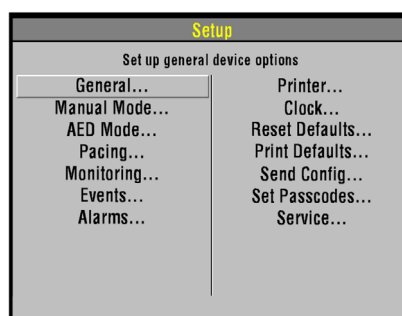 Setup
Set up general device options
General...
Manual Mode...
AED Mode...
Pacing...
Monitoring...
Events...
Alarms...
Printer...
Clock...
Reset Defaults...
Print Defaults...
Send Config...
Set Passcodes...
Service...